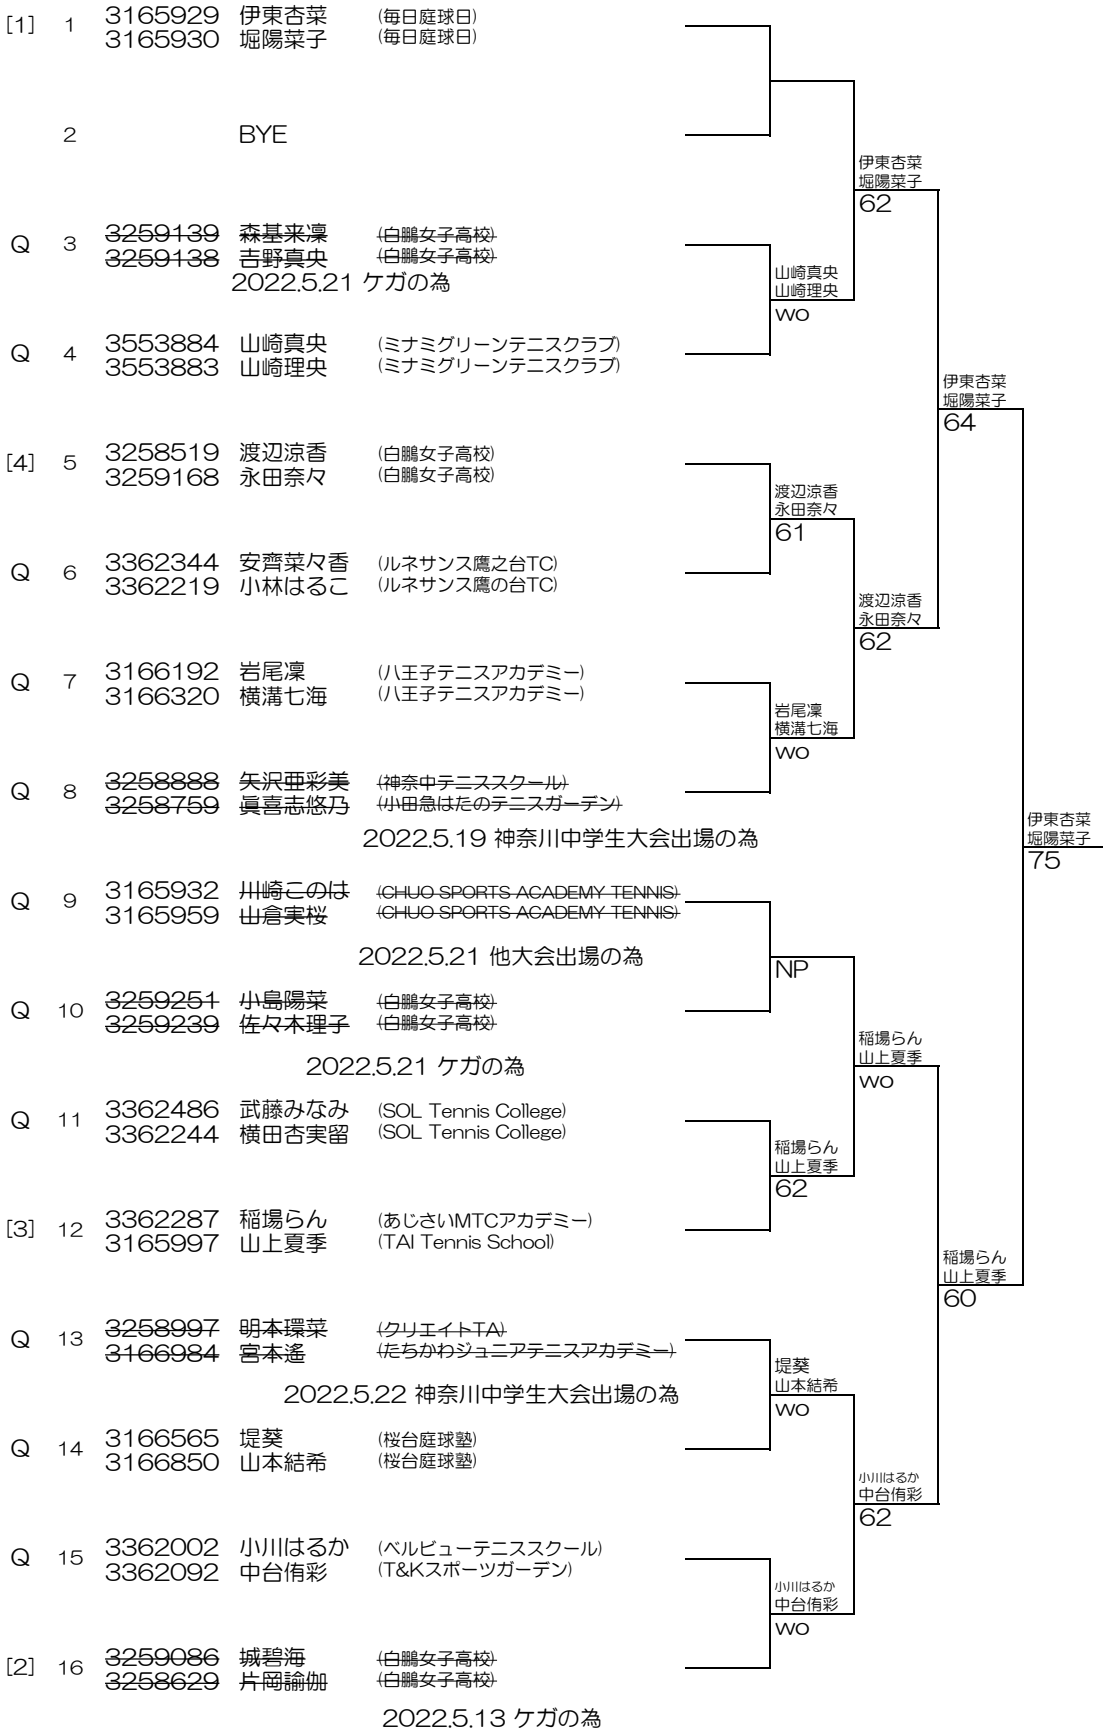 [1] 1 3165929 伊東杏菜 (毎日庭球日)
3165930 堀陽菜子 (毎日庭球日)
2 BYE
伊東杏菜
堀陽菜子
62
Q 3 3259139 森基来凜 (白鵬女子高校)
3259138 吉野真央 (白鵬女子高校)
2022.5.21 ケガの為
山崎真央
山崎理央
WO
Q 4 3553884 山崎真央 (ミナミグリーンテニスクラブ)
3553883 山崎理央 (ミナミグリーンテニスクラブ)
伊東杏菜
堀陽菜子
64
[4] 5 3258519 渡辺涼香 (白鵬女子高校)
3259168 永田奈々 (白鵬女子高校)
渡辺涼香
永田奈々
61
Q 6 3362344 安齊菜々香 (ルネサンス鷹之台TC)
3362219 小林はるこ (ルネサンス鷹の台TC)
渡辺涼香
永田奈々
62
Q 7 3166192 岩尾凜 (八王子テニスアカデミー)
3166320 横溝七海 (八王子テニスアカデミー)
岩尾凜
横溝七海
WO
Q 8 3258888 矢沢亜彩美 (神奈中テニススクール)
3258759 眞喜志悠乃 (小田急はたのテニスガーデン)
2022.5.19 神奈川中学生大会出場の為
伊東杏菜
堀陽菜子
75
Q 9 3165932 川崎このは (CHUO SPORTS ACADEMY TENNIS)
3165959 山倉実桜 (CHUO SPORTS ACADEMY TENNIS)
2022.5.21 他大会出場の為
NP
Q 10 3259251 小島陽菜 (白鵬女子高校)
3259239 佐々木理子 (白鵬女子高校)
2022.5.21 ケガの為
稲場らん
山上夏季
WO
Q 11 3362486 武藤みなみ (SOL Tennis College)
3362244 横田杏実留 (SOL Tennis College)
稲場らん
山上夏季
62
[3] 12 3362287 稲場らん (あじさいMTCアカデミー)
3165997 山上夏季 (TAI Tennis School)
稲場らん
山上夏季
60
Q 13 3258997 明本環菜 (クリエイトTA)
3166984 宮本遙 (たちかわジュニアテニスアカデミー)
2022.5.22 神奈川中学生大会出場の為
堤葵
山本結希
WO
Q 14 3166565 堤葵 (桜台庭球塾)
3166850 山本結希 (桜台庭球塾)
小川はるか
中台侑彩
62
Q 15 3362002 小川はるか (ベルビューテニススクール)
3362092 中台侑彩 (T&Kスポーツガーデン)
小川はるか
中台侑彩
WO
[2] 16 3259086 城碧海 (白鵬女子高校)
3258629 片岡諭伽 (白鵬女子高校)
2022.5.13 ケガの為